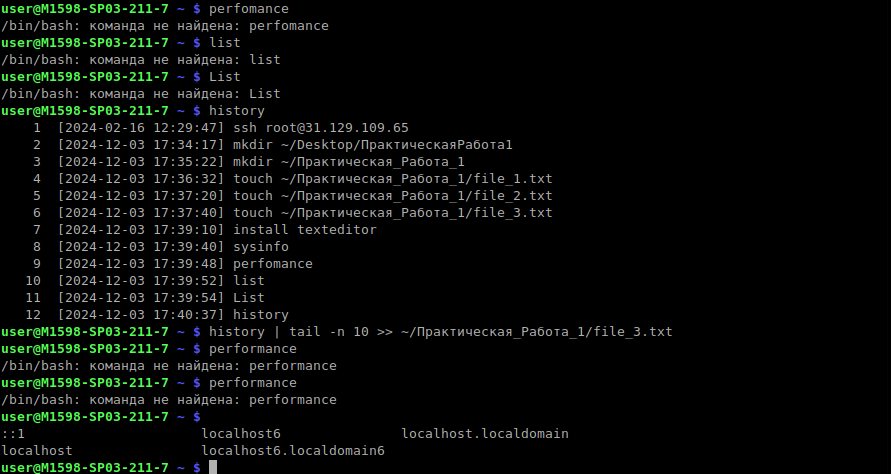 user@M1598-SP03-211-7 ~ $ perfomance
/bin/bash: команда не найдена: perfomance
user@M1598-SP03-211-7 ~ $ list
/bin/bash: команда не найдена: list
user@M1598-SP03-211-7 ~ $ List
/bin/bash: команда не найдена: List
user@M1598-SP03-211-7 ~ $ history
    1  [2024-02-16 12:29:47] ssh root@31.129.109.65
    2  [2024-12-03 17:34:17] mkdir ~/Desktop/ПрактическаяРабота1
    3  [2024-12-03 17:35:22] mkdir ~/Практическая_Работа_1
    4  [2024-12-03 17:36:32] touch ~/Практическая_Работа_1/file_1.txt
    5  [2024-12-03 17:37:20] touch ~/Практическая_Работа_1/file_2.txt
    6  [2024-12-03 17:37:40] touch ~/Практическая_Работа_1/file_3.txt
    7  [2024-12-03 17:39:10] install texteditor
    8  [2024-12-03 17:39:40] sysinfo
    9  [2024-12-03 17:39:48] perfomance
   10  [2024-12-03 17:39:52] list
   11  [2024-12-03 17:39:54] List
   12  [2024-12-03 17:40:37] history
user@M1598-SP03-211-7 ~ $ history | tail -n 10 >> ~/Практическая_Работа_1/file_3.txt
user@M1598-SP03-211-7 ~ $ performance
/bin/bash: команда не найдена: performance
user@M1598-SP03-211-7 ~ $ performance
/bin/bash: команда не найдена: performance
user@M1598-SP03-211-7 ~ $
::1                      localhost6               localhost.localdomain
localhost                localhost6.localdomain6
user@M1598-SP03-211-7 ~ $